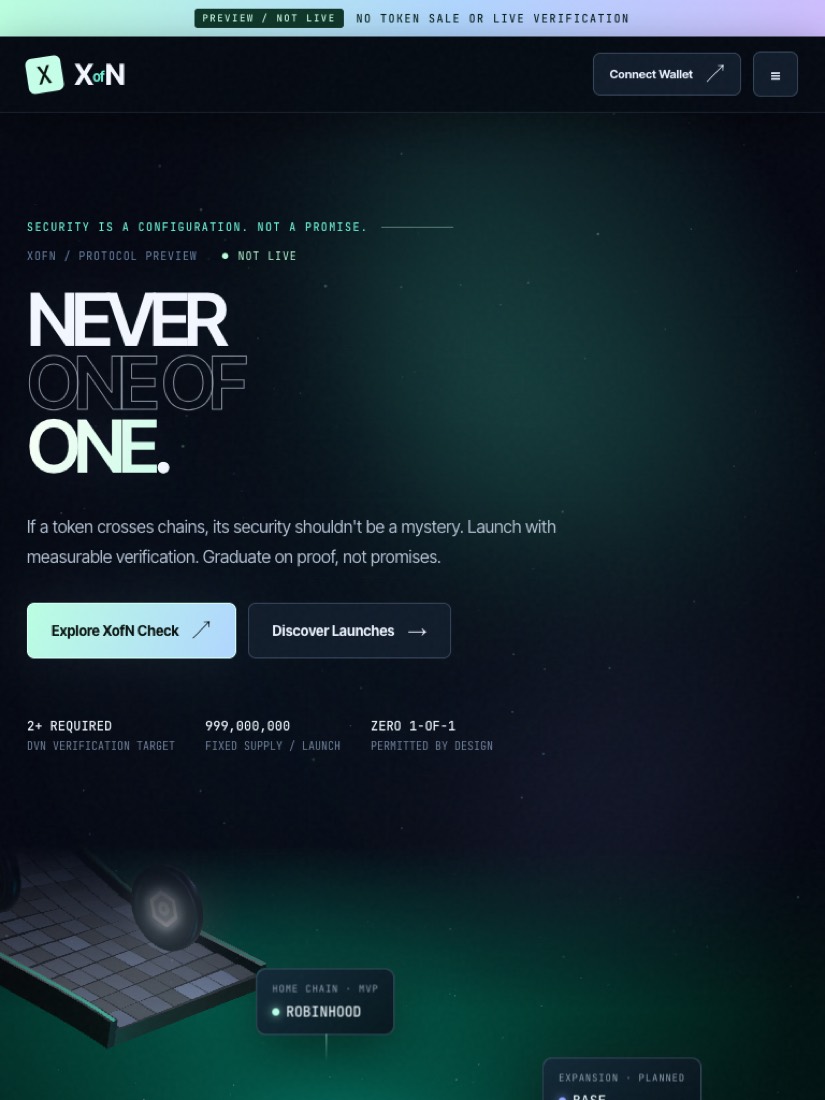 PREVIEW / NOT LIVE NO TOKEN SALE OR LIVE VERIFICATION
X XofN
Connect Wallet
SECURITY IS A CONFIGURATION. NOT A PROMISE.
XOFN / PROTOCOL PREVIEW NOT LIVE
NEVER
ONE OF
ONE.
If a token crosses chains, its security shouldn't be a mystery. Launch with
measurable verification. Graduate on proof, not promises.
Explore XofN Check
Discover Launches
2+ REQUIRED
DVN VERIFICATION TARGET
999,000,000
FIXED SUPPLY / LAUNCH
ZERO 1-OF-1
PERMITTED BY DESIGN
HOME CHAIN · MVP
ROBINHOOD
EXPANSION · PLANNED
BASE